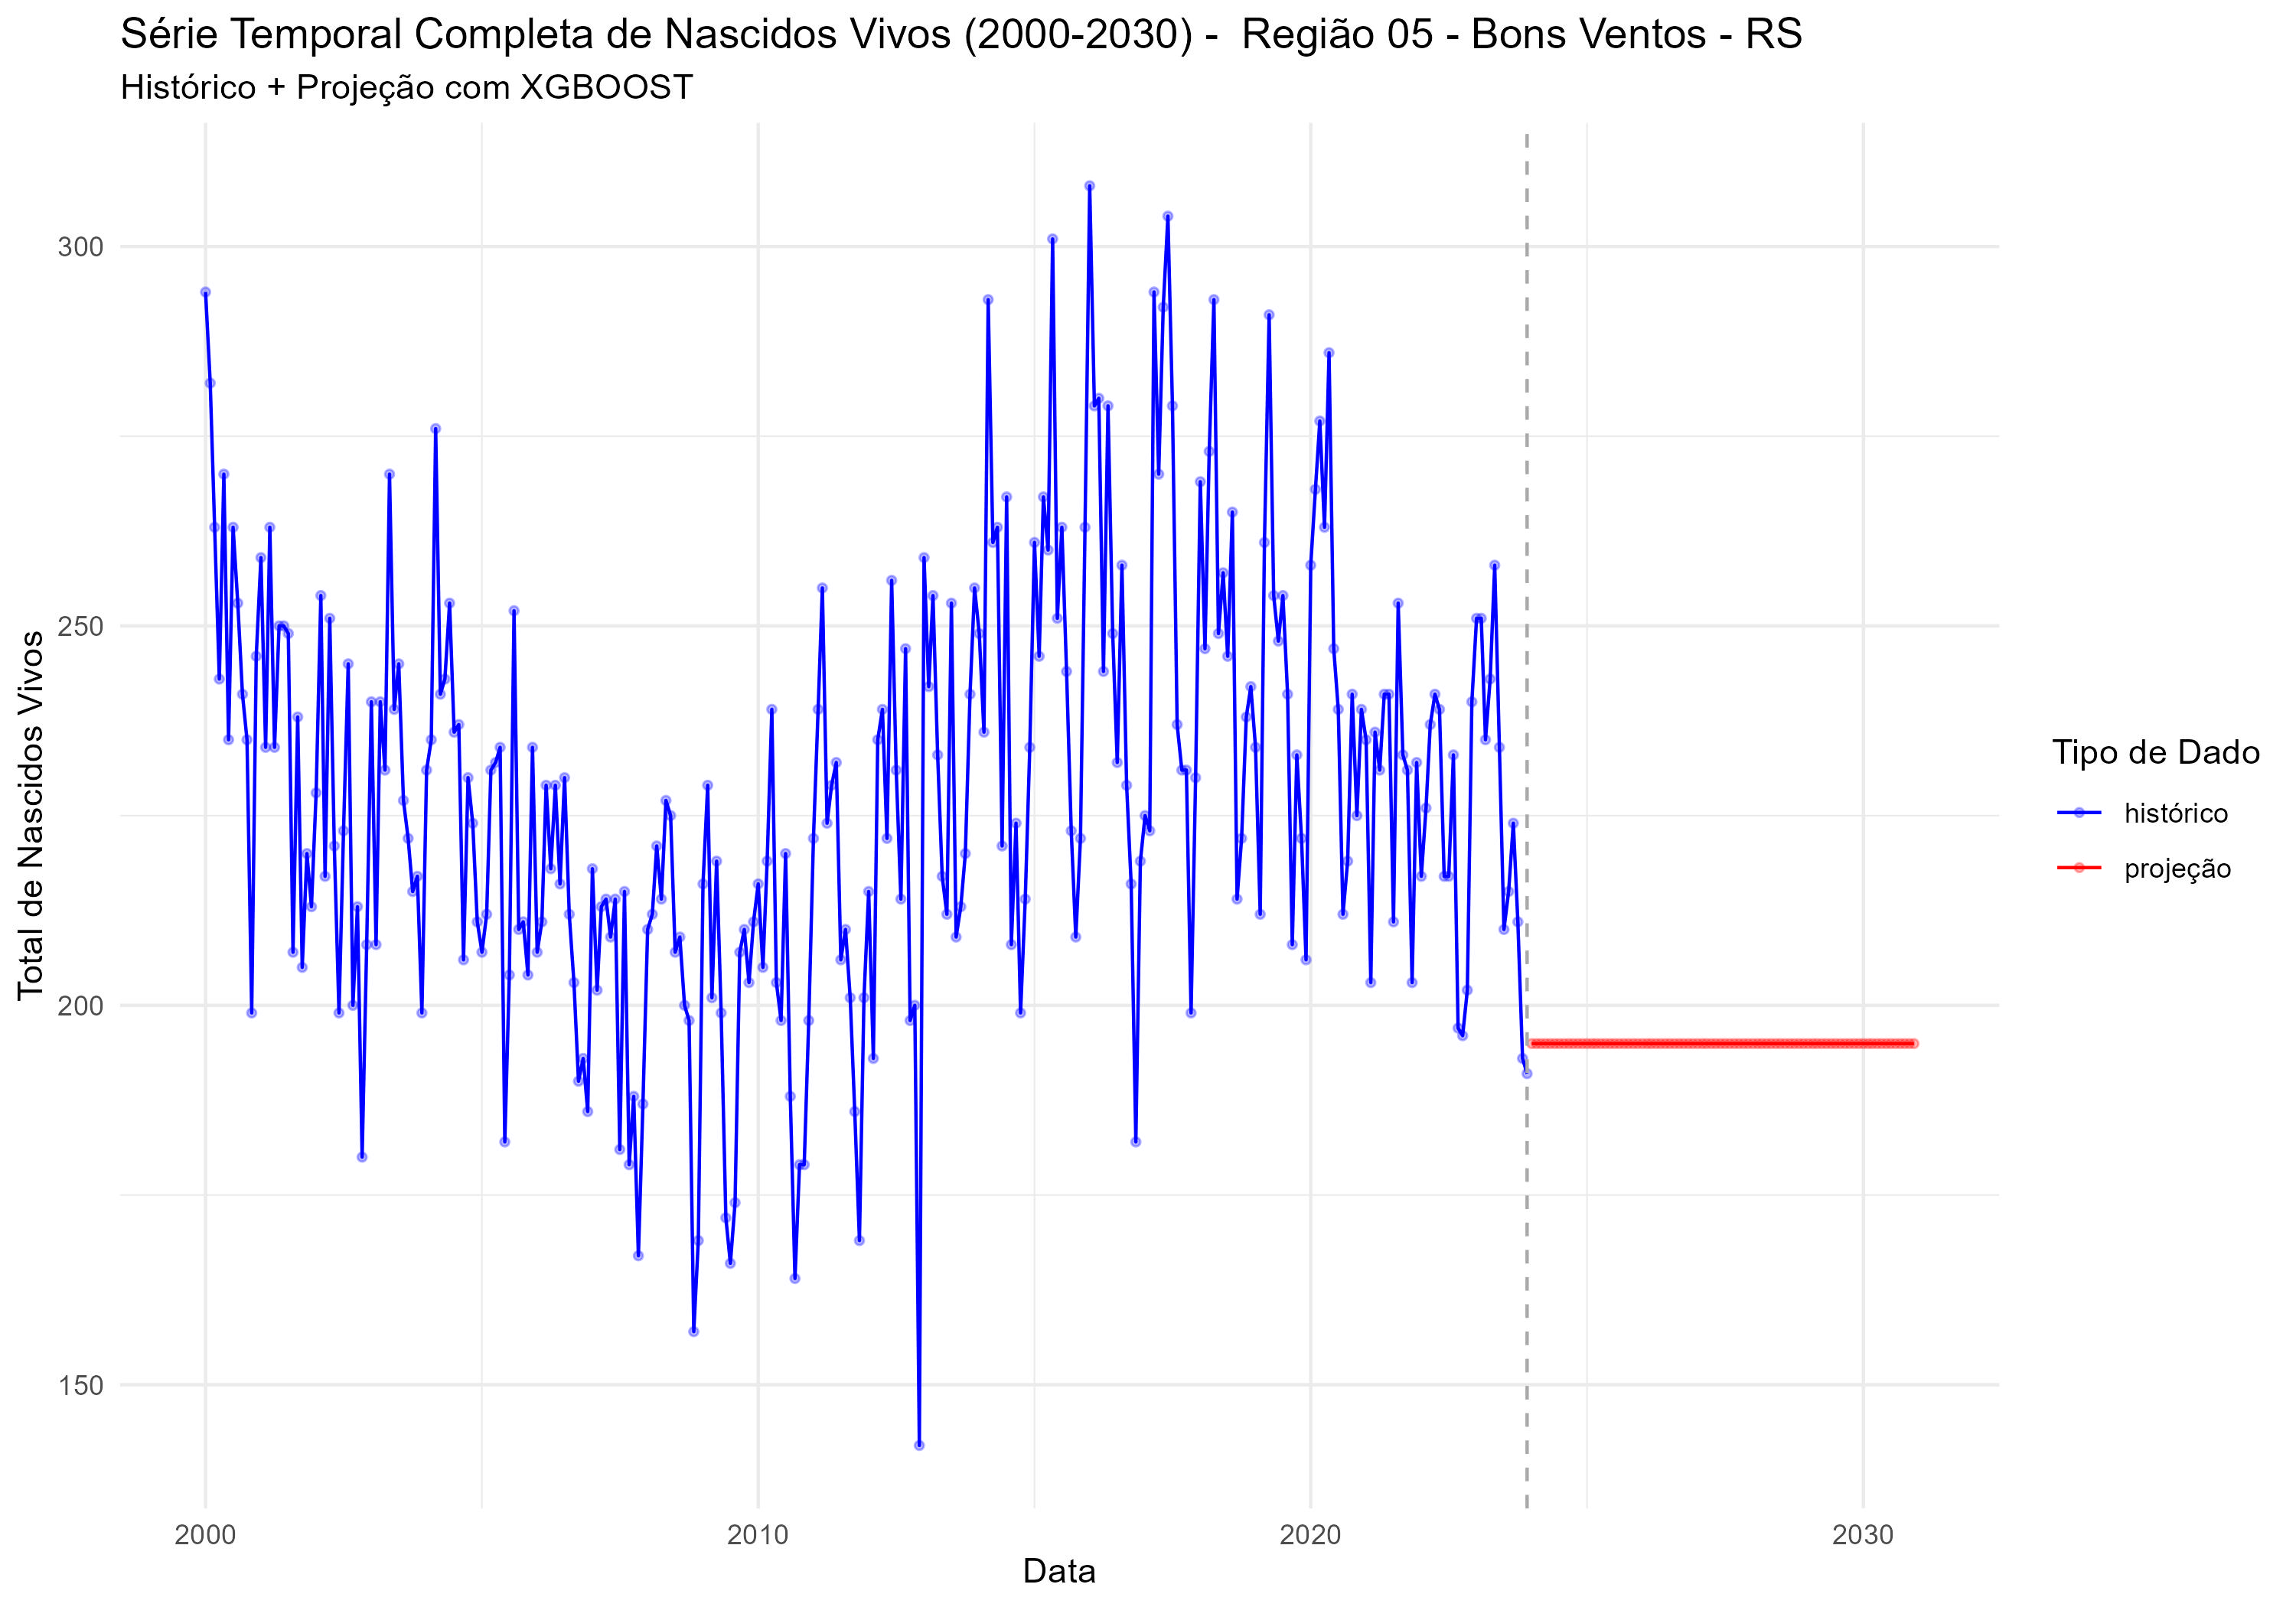 Série Temporal Completa de Nascidos Vivos (2000-2030) -  Região 05 - Bons Ventos - RS
Histórico + Projeção com XGBOOST
Total de Nascidos Vivos
300
250
200
150
2000
2010
2020
2030
Data
Tipo de Dado
histórico
projeção